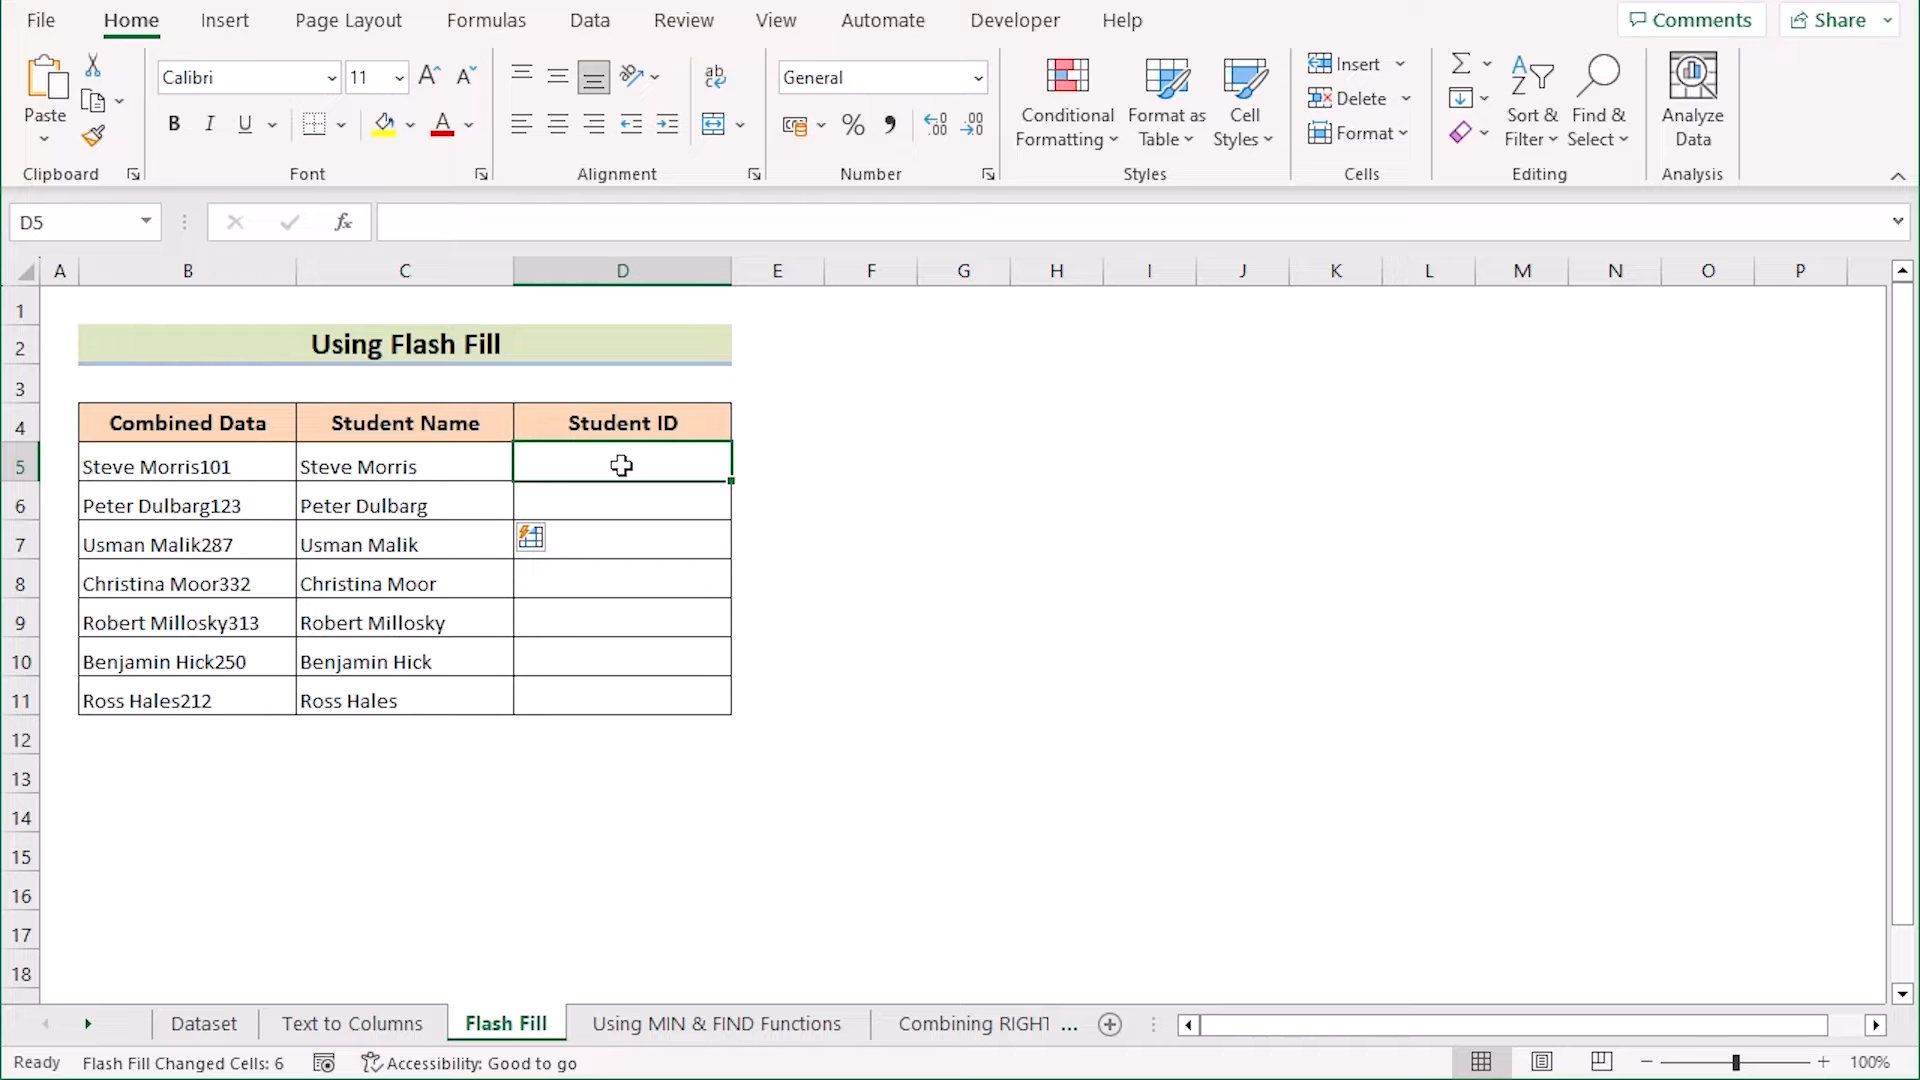 File Home Insert Page Layout Formulas Data Review View Automate Developer Help Comments Share
Paste
Calibri 11
B I U
General
Conditional Formatting
Format as Table
Cell Styles
Insert
Delete
Format
Sort & Filter
Find & Select
Analyze Data
Clipboard Font Alignment Number Styles Cells Editing Analysis
D5 fx
A B C D E F G H I J K L M N O P
1
2 Using Flash Fill
3
4 Combined Data Student Name Student ID
5 Steve Morris101 Steve Morris
6 Peter Dulbarg123 Peter Dulbarg
7 Usman Malik287 Usman Malik
8 Christina Moor332 Christina Moor
9 Robert Millosky313 Robert Millosky
10 Benjamin Hick250 Benjamin Hick
11 Ross Hales212 Ross Hales
12
13
14
15
16
17
18
Dataset Text to Columns Flash Fill Using MIN & FIND Functions Combining RIGHT ...
Ready Flash Fill Changed Cells: 6 Accessibility: Good to go 100%